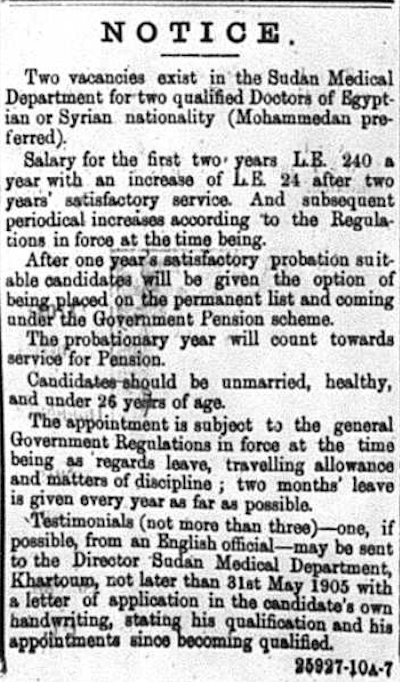 NOTICE.
Two vacancies exist in the Sudan Medical
Department for two qualified Doctors of Egypt-
ian or Syrian nationality (Mohammedan pre-
ferred).
Salary for the first two years L.E. 240 a
year with an increase of L.E. 24 after two
years' satisfactory service. And subsequent
periodical increases according to the Regula-
tions in force at the time being.
After one year's satisfactory probation suit-
able candidates will be given the option of
being placed on the permanent list and coming
under the Government Pension scheme.
The probationary year will count towards
service for Pension.
Candidates should be unmarried, healthy,
and under 26 years of age.
The appointment is subject to the general
Government Regulations in force at the time
being as regards leave, travelling allowance
and matters of discipline ; two months' leave
is given every year as far as possible.
Testimonials (not more than three)—one, if
possible, from an English official—may be sent
to the Director Sudan Medical Department,
Khartoum, not later than 31st May 1905 with
a letter of application in the candidate's own
handwriting, stating his qualification and his
appointments since becoming qualified.
25927-10A-7